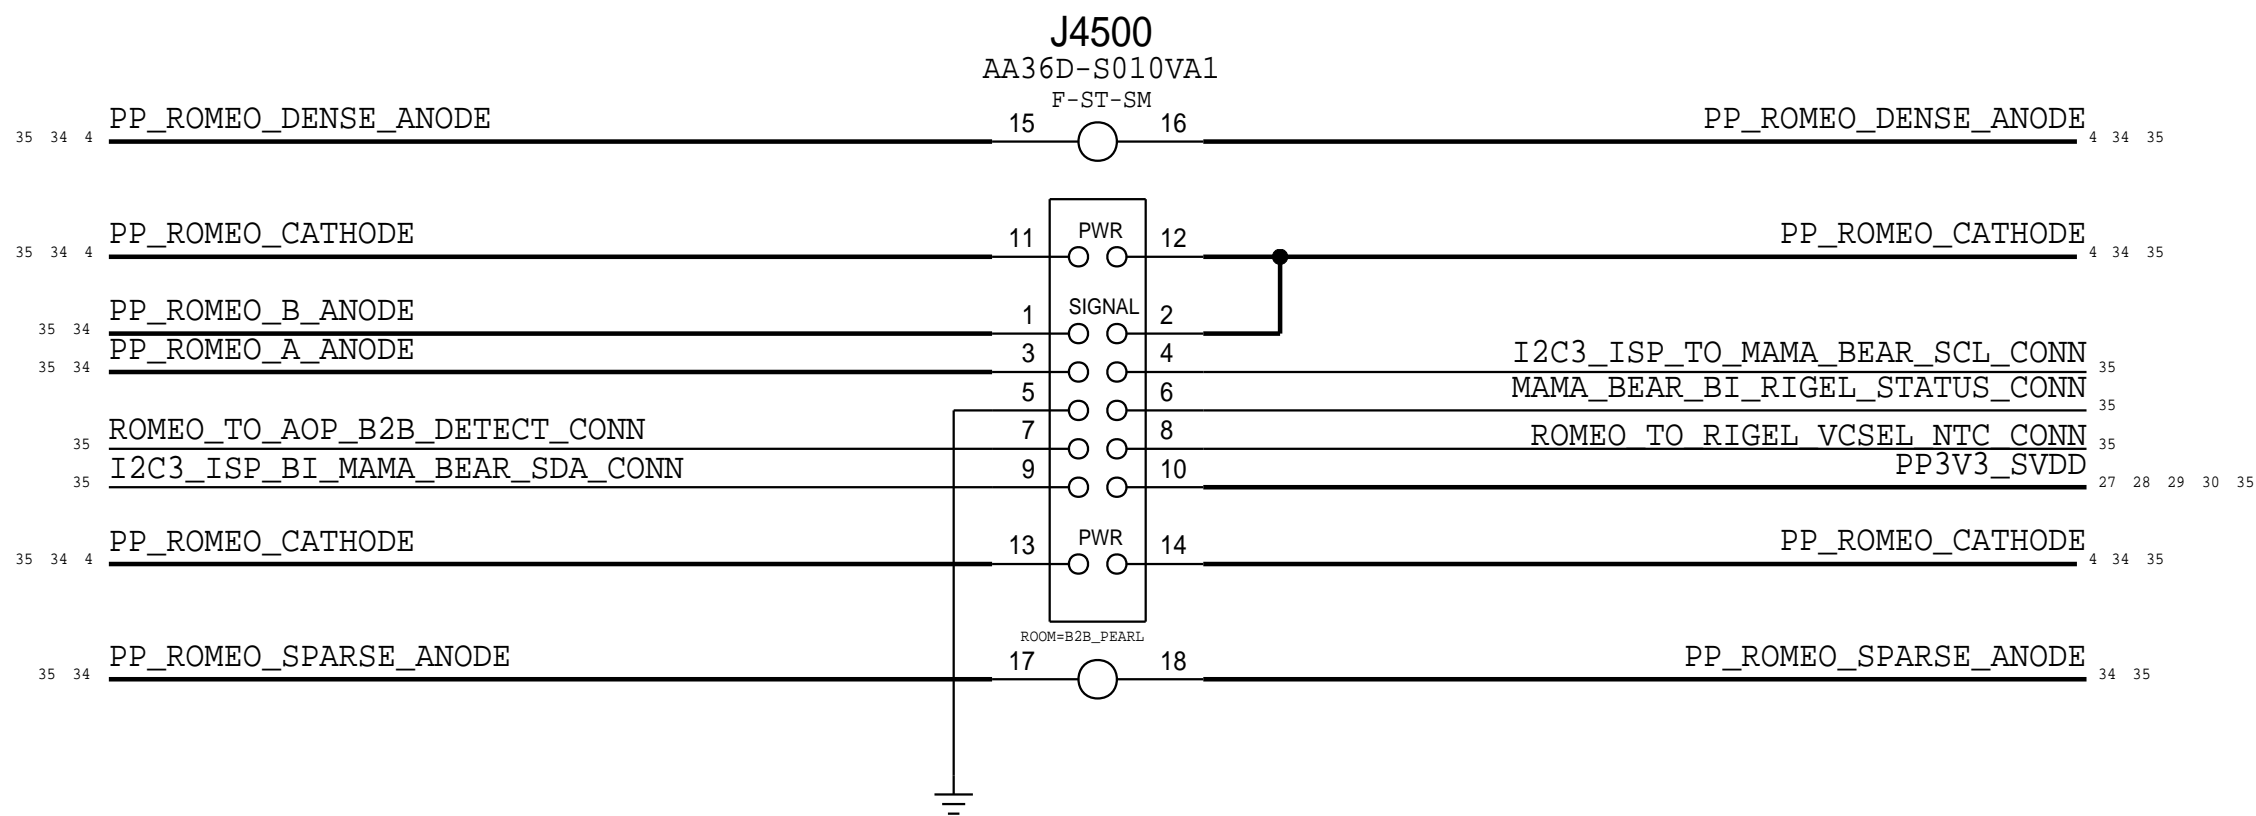 J4500
AA36D-S010VA1
F-ST-SM
35 34 4 PP_ROMEO_DENSE_ANODE 15 16 PP_ROMEO_DENSE_ANODE 4 34 35
35 34 4 PP_ROMEO_CATHODE 11 PWR 12 PP_ROMEO_CATHODE 4 34 35
35 34 PP_ROMEO_B_ANODE 1 SIGNAL 2
35 34 PP_ROMEO_A_ANODE 3 4 I2C3_ISP_TO_MAMA_BEAR_SCL_CONN 35
5 6 MAMA_BEAR_BI_RIGEL_STATUS_CONN 35
35 ROMEO_TO_AOP_B2B_DETECT_CONN 7 8 ROMEO_TO_RIGEL_VCSEL_NTC_CONN 35
35 I2C3_ISP_BI_MAMA_BEAR_SDA_CONN 9 10 PP3V3_SVDD 27 28 29 30 35
35 34 4 PP_ROMEO_CATHODE 13 PWR 14 PP_ROMEO_CATHODE 4 34 35
ROOM=B2B_PEARL
35 34 PP_ROMEO_SPARSE_ANODE 17 18 PP_ROMEO_SPARSE_ANODE 34 35